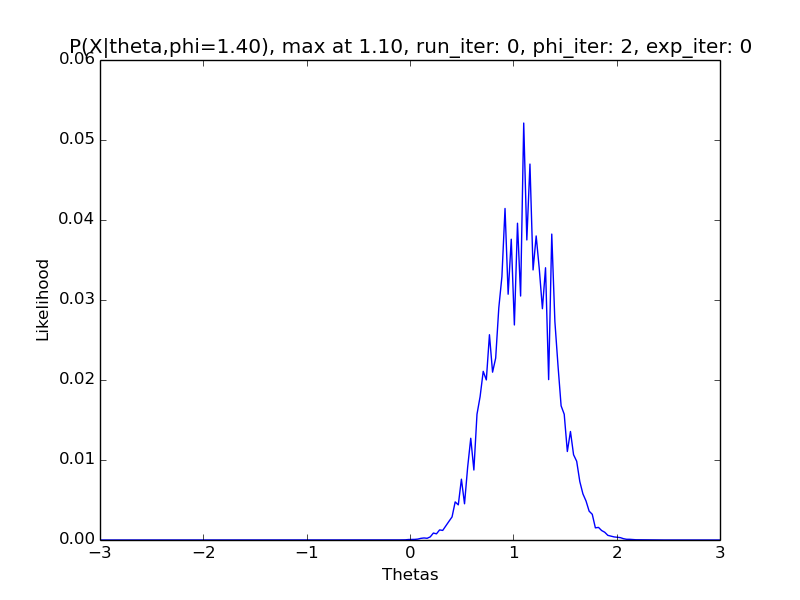 P(X|theta,phi=1.40), max at 1.10, run_iter: 0, phi_iter: 2, exp_iter: 0
0.06
0.05
0.04
0.03
0.02
0.01
0.00
Likelihood
−3 −2 −1 0 1 2 3
Thetas